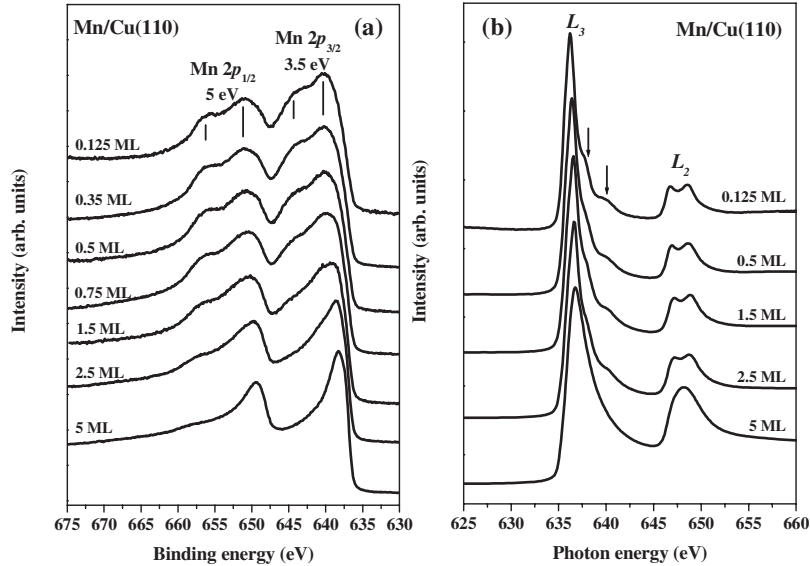 Mn/Cu(110)
(a)
Mn 2p3/2
3.5 eV
Mn 2p1/2
5 eV
0.125 ML
0.35 ML
0.5 ML
0.75 ML
1.5 ML
2.5 ML
5 ML
Intensity (arb. units)
675 670 665 660 655 650 645 640 635 630
Binding energy (eV)
(b)
L3
Mn/Cu(110)
L2
0.125 ML
0.5 ML
1.5 ML
2.5 ML
5 ML
Intensity (arb. units)
625 630 635 640 645 650 655 660
Photon energy (eV)